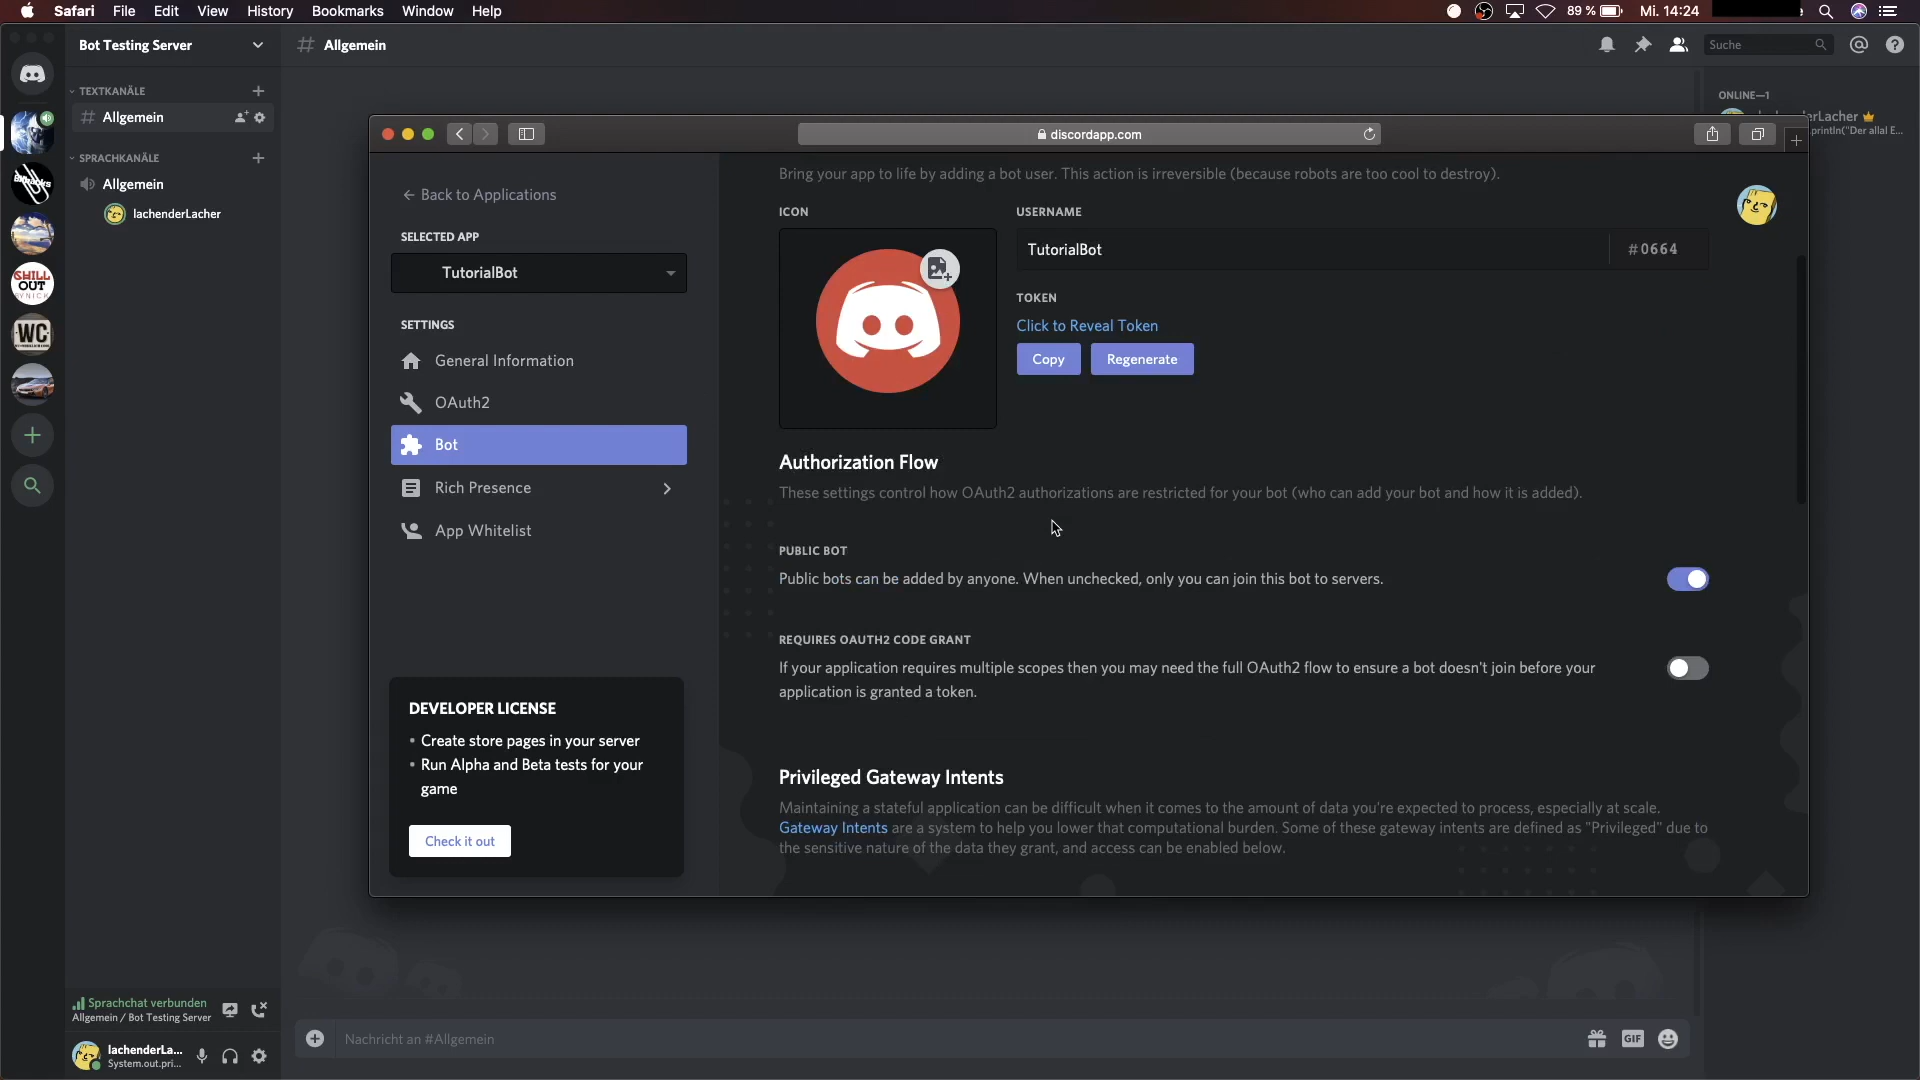 Safari File Edit View History Bookmarks Window Help
89 % Mi. 14:24
Bot Testing Server
# Allgemein
Suche
TEXTKANÄLE
# Allgemein
SPRACHKANÄLE
Allgemein
lachenderLacher
SHILL
OUT
BY NICK
WC
ONLINE—1
derLacher
.println("Der allal E...
discordapp.com
← Back to Applications
SELECTED APP
TutorialBot
SETTINGS
General Information
OAuth2
Bot
Rich Presence
App Whitelist
DEVELOPER LICENSE
• Create store pages in your server
• Run Alpha and Beta tests for your
game
Check it out
Bring your app to life by adding a bot user. This action is irreversible (because robots are too cool to destroy).
ICON
USERNAME
TutorialBot #0664
TOKEN
Click to Reveal Token
Copy Regenerate
Authorization Flow
These settings control how OAuth2 authorizations are restricted for your bot (who can add your bot and how it is added).
PUBLIC BOT
Public bots can be added by anyone. When unchecked, only you can join this bot to servers.
REQUIRES OAUTH2 CODE GRANT
If your application requires multiple scopes then you may need the full OAuth2 flow to ensure a bot doesn't join before your
application is granted a token.
Privileged Gateway Intents
Maintaining a stateful application can be difficult when it comes to the amount of data you're expected to process, especially at scale.
Gateway Intents are a system to help you lower that computational burden. Some of these gateway intents are defined as "Privileged" due to
the sensitive nature of the data they grant, and access can be enabled below.
Sprachchat verbunden
Allgemein / Bot Testing Server
lachenderLa...
System.out.pri...
Nachricht an #Allgemein
GIF